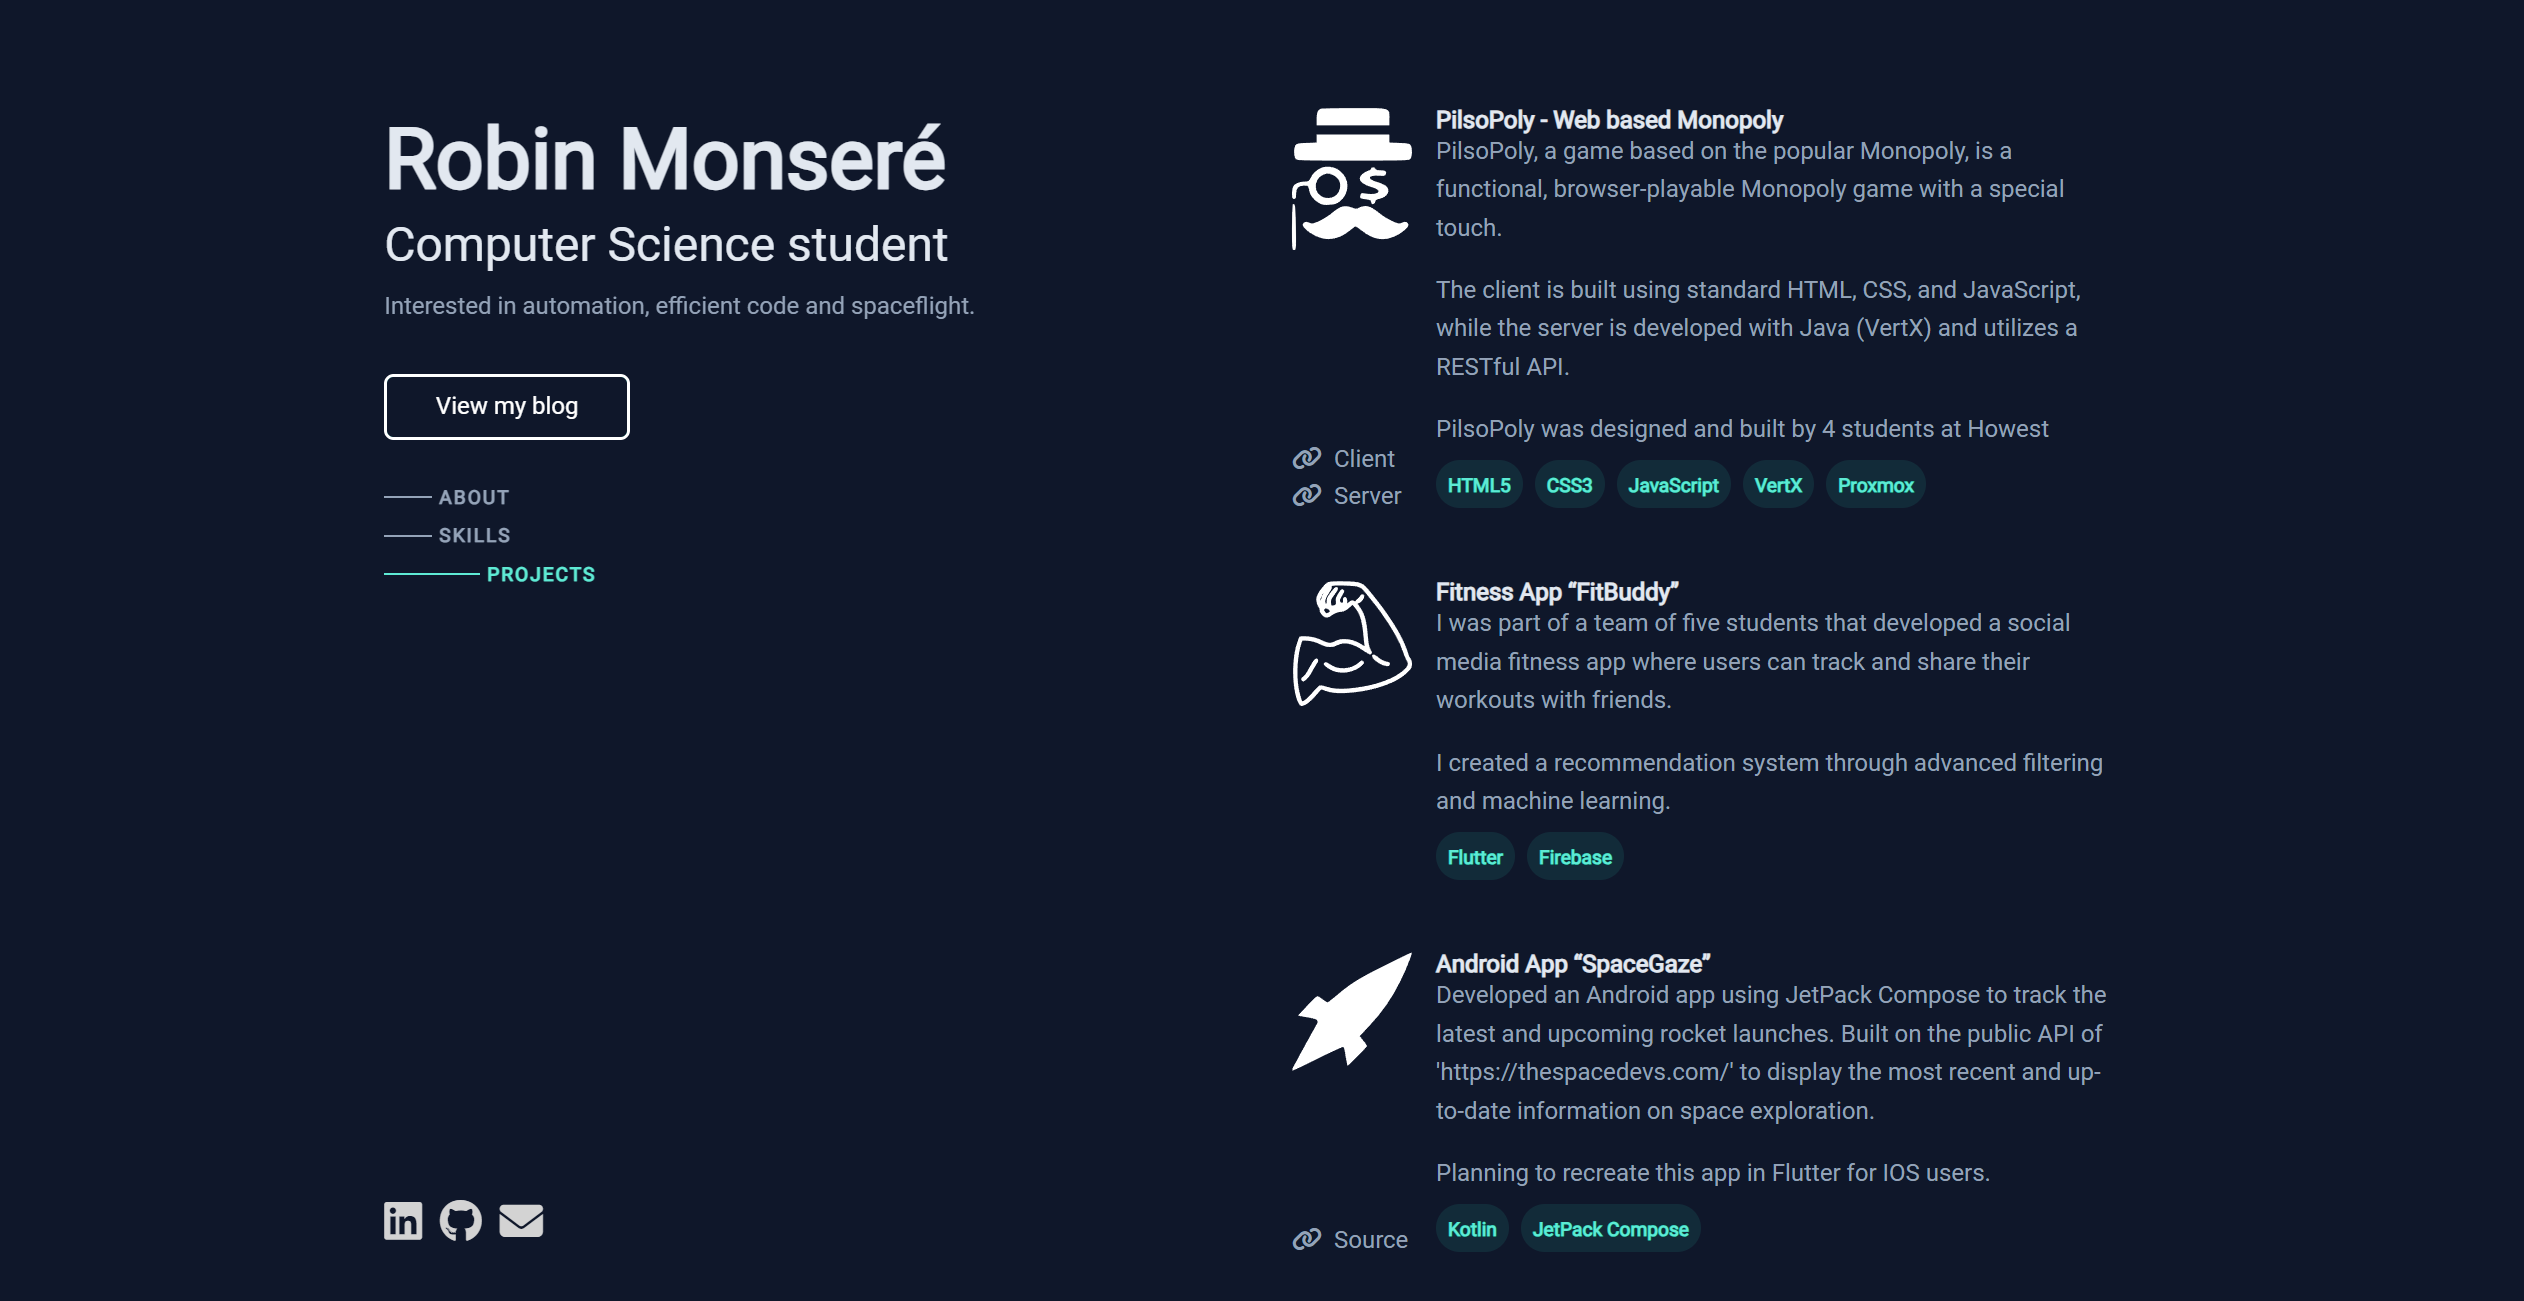 Robin Monseré
Computer Science student
Interested in automation, efficient code and spaceflight.
View my blog
ABOUT
SKILLS
PROJECTS
PilsoPoly - Web based Monopoly
PilsoPoly, a game based on the popular Monopoly, is a
functional, browser-playable Monopoly game with a special
touch.
The client is built using standard HTML, CSS, and JavaScript,
while the server is developed with Java (VertX) and utilizes a
RESTful API.
PilsoPoly was designed and built by 4 students at Howest
Client
Server
HTML5 CSS3 JavaScript VertX Proxmox
Fitness App “FitBuddy”
I was part of a team of five students that developed a social
media fitness app where users can track and share their
workouts with friends.
I created a recommendation system through advanced filtering
and machine learning.
Flutter Firebase
Android App “SpaceGaze”
Developed an Android app using JetPack Compose to track the
latest and upcoming rocket launches. Built on the public API of
'https://thespacedevs.com/' to display the most recent and up-
to-date information on space exploration.
Planning to recreate this app in Flutter for IOS users.
Source
Kotlin JetPack Compose